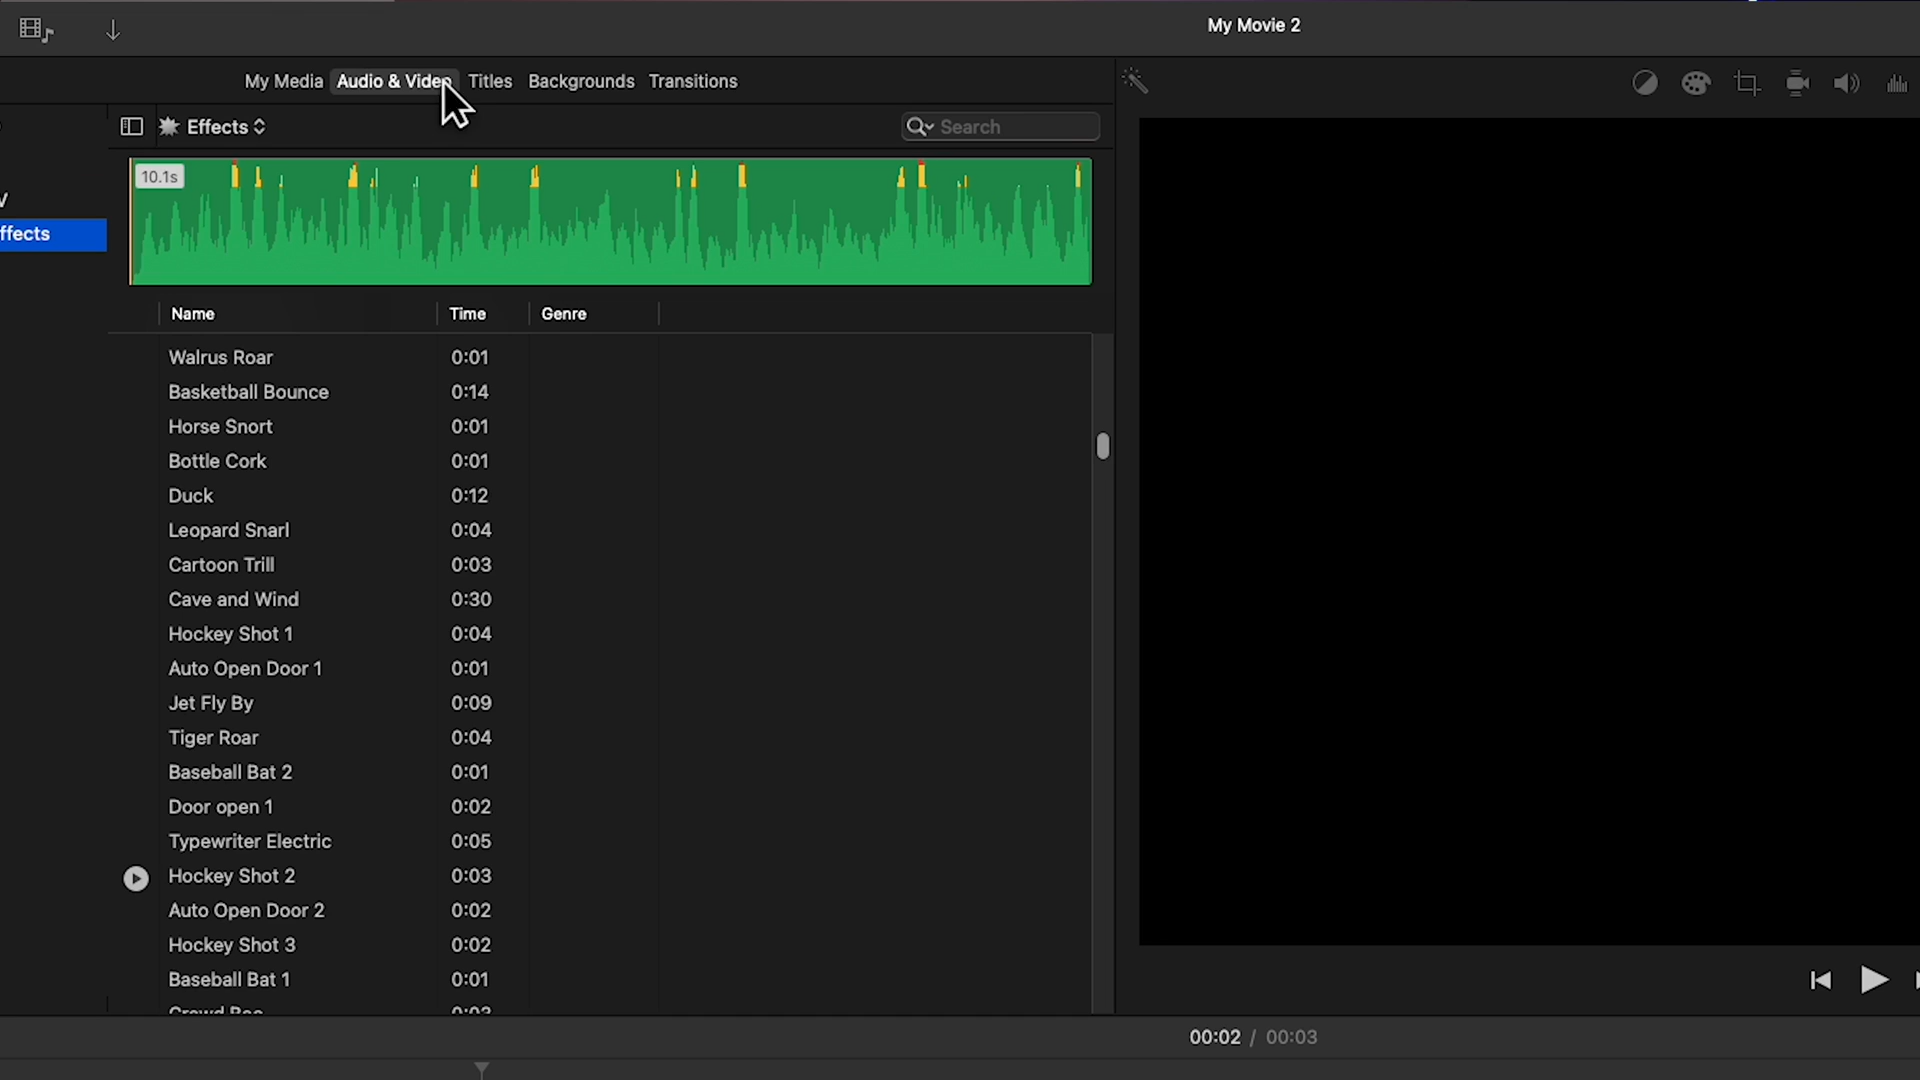 My Movie 2
My Media Audio & Video Titles Backgrounds Transitions
Effects
Search
ffects
10.1s
Name Time Genre
Walrus Roar 0:01
Basketball Bounce 0:14
Horse Snort 0:01
Bottle Cork 0:01
Duck 0:12
Leopard Snarl 0:04
Cartoon Trill 0:03
Cave and Wind 0:30
Hockey Shot 1 0:04
Auto Open Door 1 0:01
Jet Fly By 0:09
Tiger Roar 0:04
Baseball Bat 2 0:01
Door open 1 0:02
Typewriter Electric 0:05
Hockey Shot 2 0:03
Auto Open Door 2 0:02
Hockey Shot 3 0:02
Baseball Bat 1 0:01
00:02 / 00:03